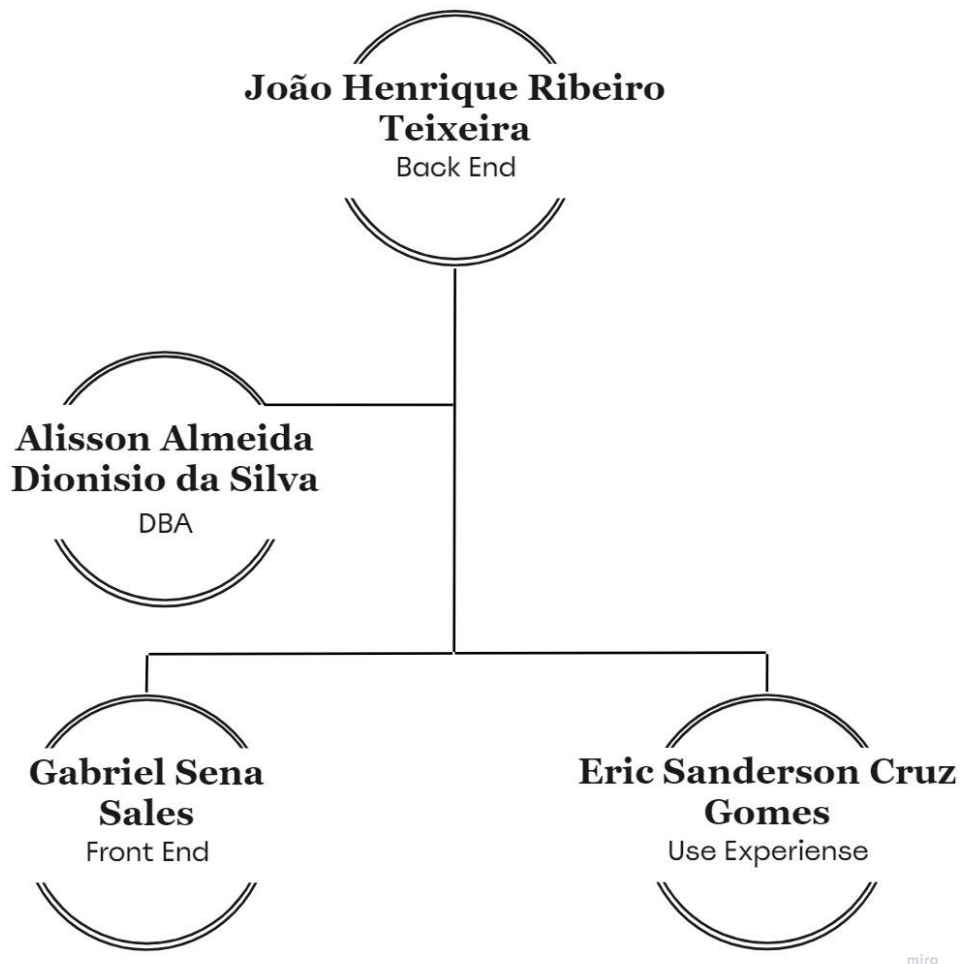 João Henrique Ribeiro
Teixeira
Back End
Alisson Almeida
Dionisio da Silva
DBA
Gabriel Sena
Sales
Front End
Eric Sanderson Cruz
Gomes
Use Experiense
miro